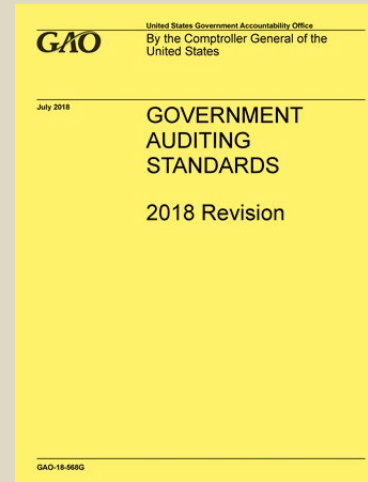 GAO
United States Government Accountability Office
By the Comptroller General of the
United States
July 2018
GOVERNMENT
AUDITING
STANDARDS
2018 Revision
GAO-18-568G